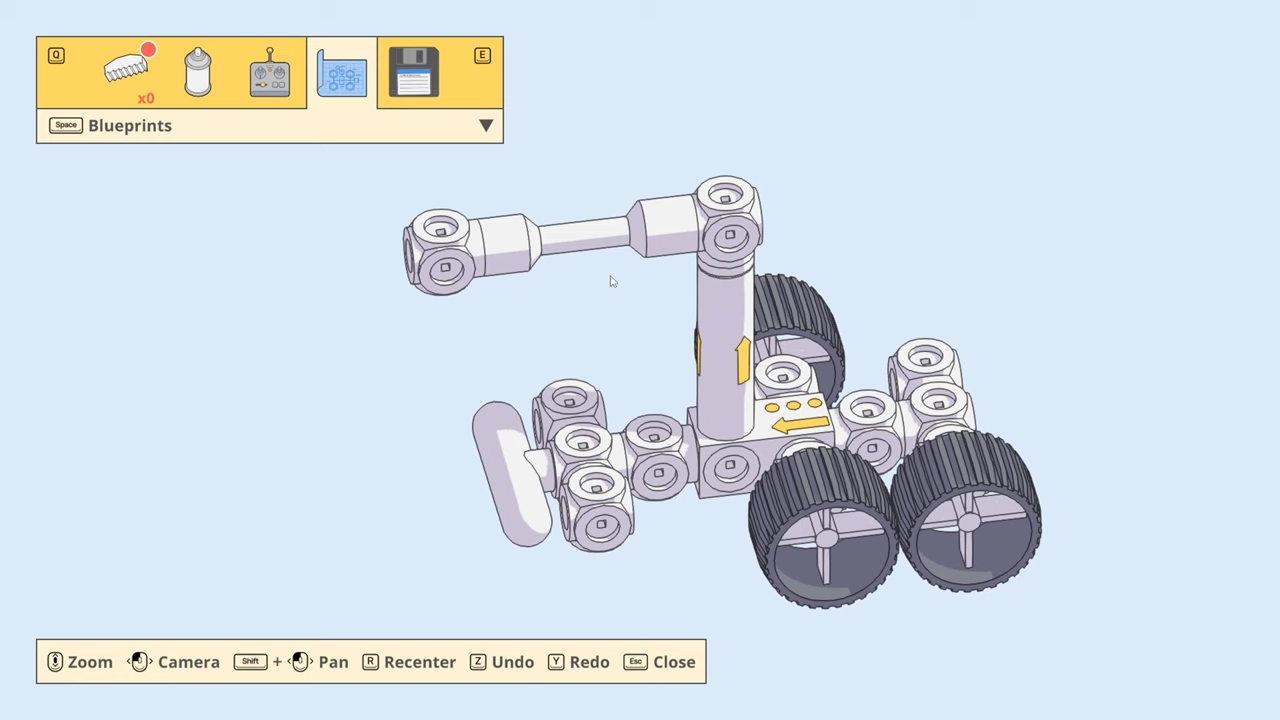 Q E
x0
Space Blueprints
Zoom Camera Shift + Pan R Recenter Z Undo Y Redo Esc Close